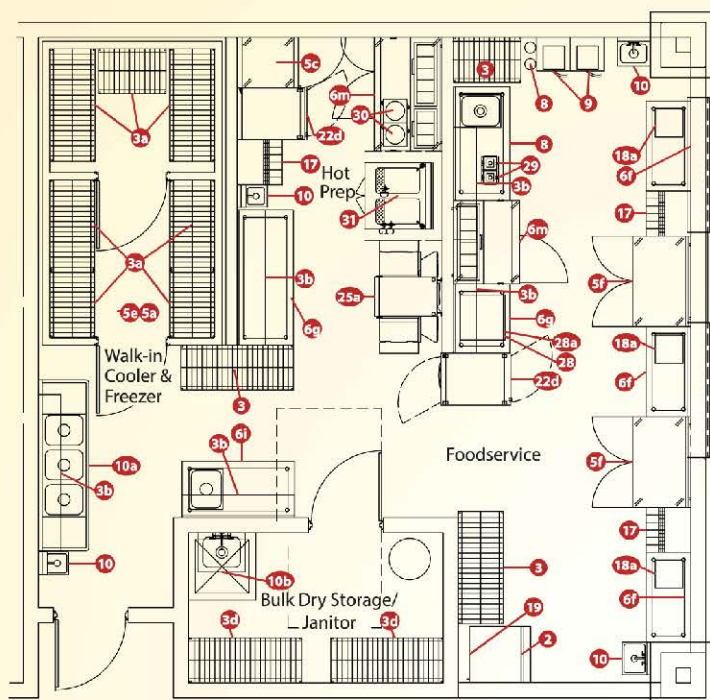 5c
3
8
9
10
3a
6m
30
22d
8
18a
6f
17
29
3b
Hot
Prep
10
31
17
6m
3a
3b
25a
5f
3b
5e 5a
6g
6g
28a
28
18a
Walk-in
Cooler &
Freezer
3
22d
6f
6i
3b
Foodservice
10a
3b
5f
17
10
3
18a
10b
Bulk Dry Storage/
Janitor
6f
3d
3d
19
2
10